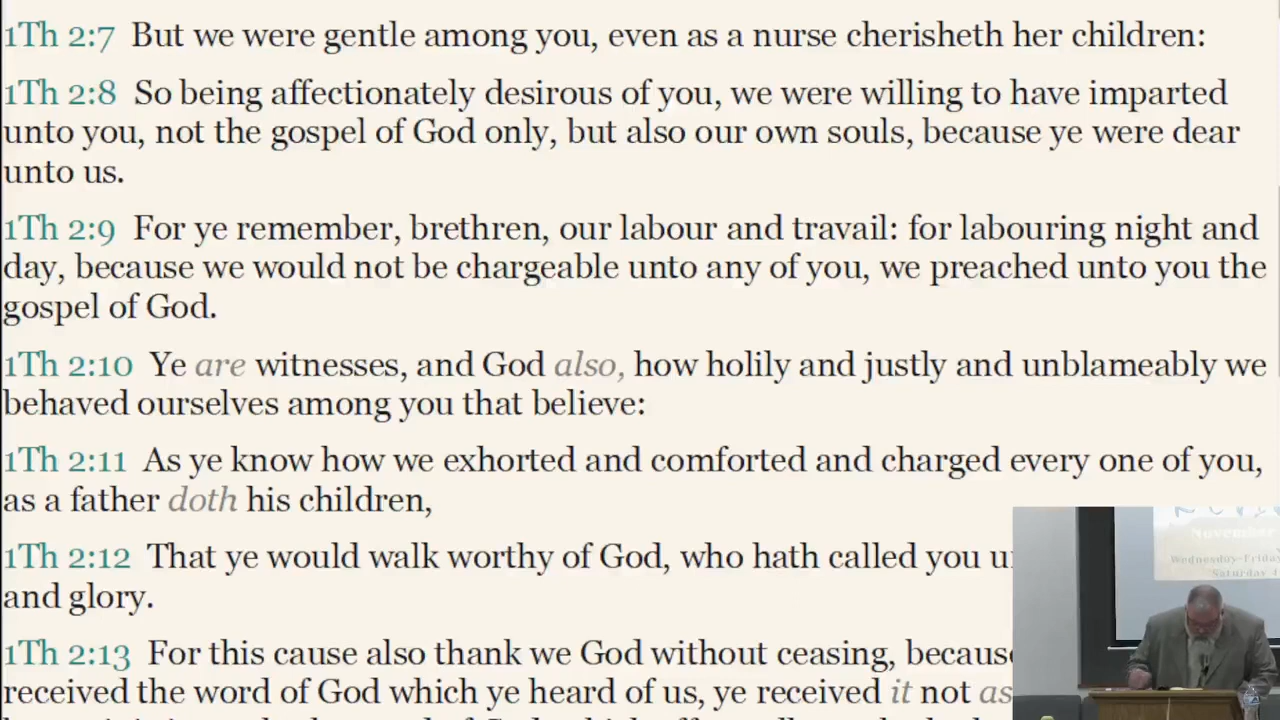 1Th 2:7 But we were gentle among you, even as a nurse cherisheth her children:
1Th 2:8 So being affectionately desirous of you, we were willing to have imparted
unto you, not the gospel of God only, but also our own souls, because ye were dear
unto us.
1Th 2:9 For ye remember, brethren, our labour and travail: for labouring night and
day, because we would not be chargeable unto any of you, we preached unto you the
gospel of God.
1Th 2:10 Ye are witnesses, and God also, how holily and justly and unblameably we
behaved ourselves among you that believe:
1Th 2:11 As ye know how we exhorted and comforted and charged every one of you,
as a father doth his children,
1Th 2:12 That ye would walk worthy of God, who hath called you
and glory.
1Th 2:13 For this cause also thank we God without ceasing,
received the word of God which ye heard of us, ye received it not as
November
Wednesday-Friday
Saturday